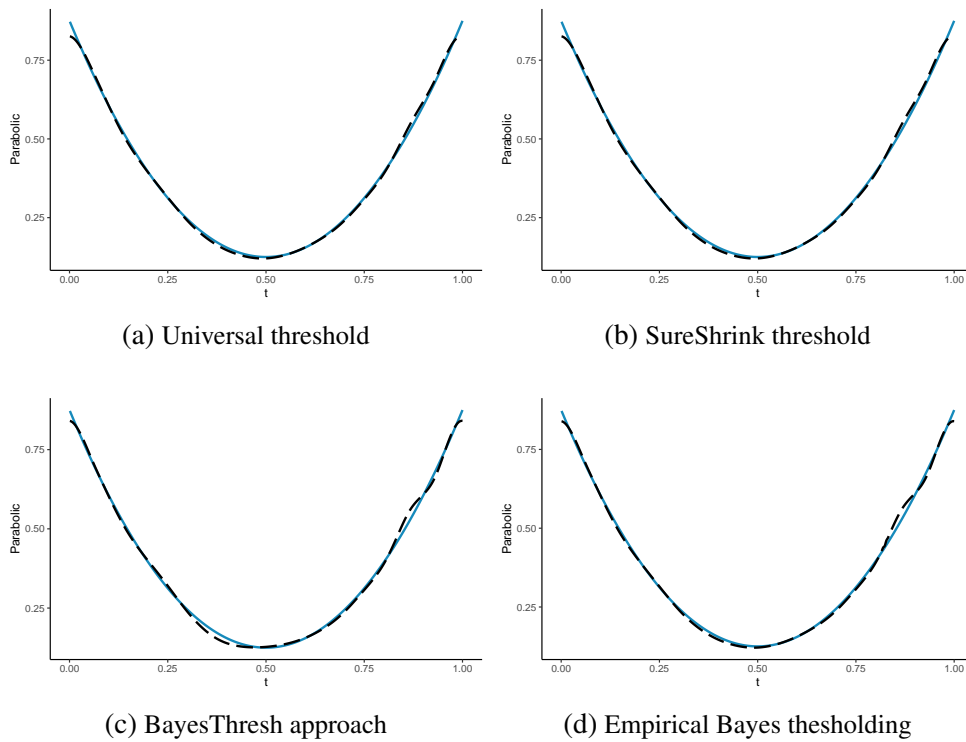 0.75
0.50
0.25
Parabolic
0.00 0.25 0.50 0.75 1.00
t
(a) Universal threshold
0.75
0.50
0.25
Parabolic
0.00 0.25 0.50 0.75 1.00
t
(b) SureShrink threshold
0.75
0.50
0.25
Parabolic
0.00 0.25 0.50 0.75 1.00
t
(c) BayesThresh approach
0.75
0.50
0.25
Parabolic
0.00 0.25 0.50 0.75 1.00
t
(d) Empirical Bayes thesholding